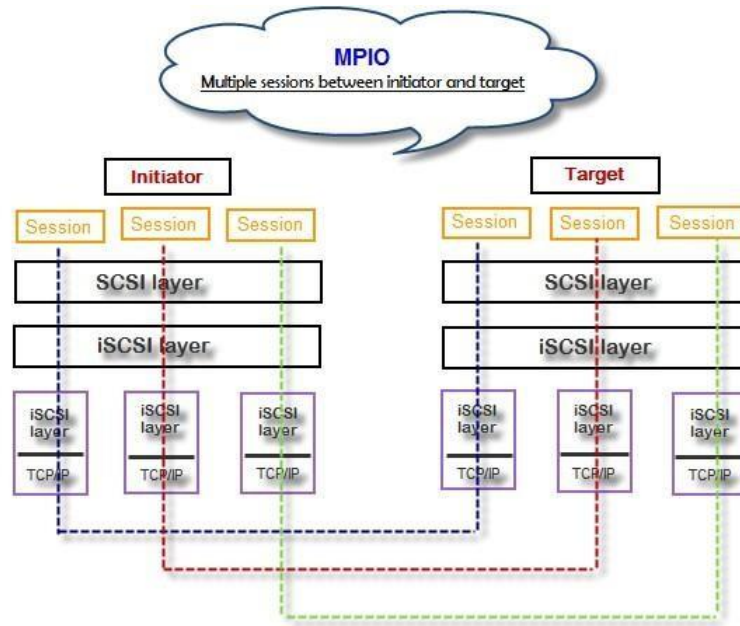 MPIO
Multiple sessions between initiator and target
Initiator
Target
Session
Session
Session
Session
Session
Session
SCSI layer
SCSI layer
iSCSI layer
iSCSI layer
iSCSI
layer
TCP/IP
iSCSI
layer
TCP/IP
iSCSI
layer
TCP/IP
iSCSI
layer
TCP/IP
iSCSI
layer
TCP/IP
iSCSI
layer
TCP/IP